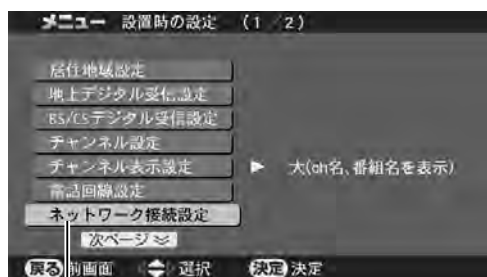 メニュー 設置時の設定 (1/2)
居住地域設定
地上デジタル受信設定
BS/CSデジタル受信設定
チャンネル設定
チャンネル表示設定 ▶ 大(ch名、番組名を表示)
電話回線設定
ネットワーク接続設定
次ページ
戻る 前画面 選択 決定 決定